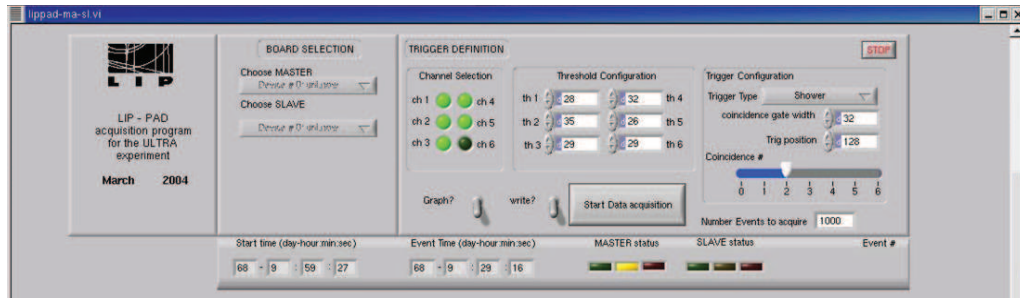 lippad-ma-sl.vi
LIP
LIP - PAD
acquisition program
for the ULTRA
experiment
March 2004
BOARD SELECTION
Choose MASTER
Device # 0:
Choose SLAVE
Device # 0:
TRIGGER DEFINITION
STOP
Channel Selection
ch 1 ch 4
ch 2 ch 5
ch 3 ch 6
Threshold Configuration
th 1 28 32 th 4
th 2 35 26 th 5
th 3 29 29 th 6
Trigger Configuration
Trigger Type Shower
coincidence gate width 32
Trig position 128
Coincidence #
0 1 2 3 4 5 6
Graph? write? Start Data acquisition
Number Events to acquire 1000
Start time (day-hour:min:sec)
68 - 9 : 59 : 27
Event Time (day-hour:min:sec)
68 - 9 : 29 : 16
MASTER status
SLAVE status
Event #